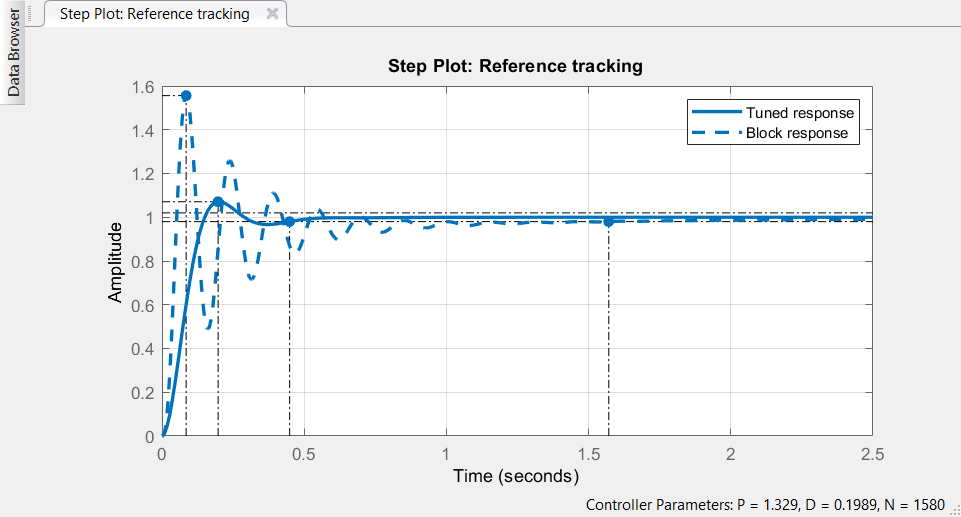 Data Browser
Step Plot: Reference tracking
Step Plot: Reference tracking
Tuned response
Block response
Amplitude
1.6
1.4
1.2
1
0.8
0.6
0.4
0.2
0
0 0.5 1 1.5 2 2.5
Time (seconds)
Controller Parameters: P = 1.329, D = 0.1989, N = 1580